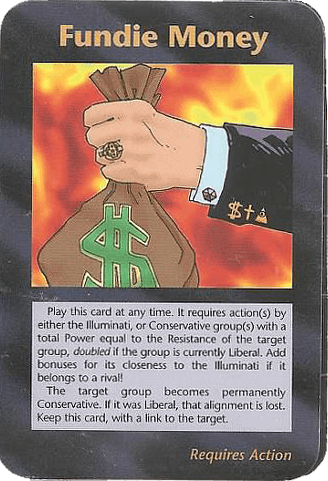 Fundie Money
$
$
Play this card at any time. It requires action(s) by
either the Illuminati, or Conservative group(s) with a
total Power equal to the Resistance of the target
group, doubled if the group is currently Liberal. Add
bonuses for its closeness to the Illuminati if it
belongs to a rival!
The target group becomes permanently
Conservative. If it was Liberal, that alignment is lost.
Keep this card, with a link to the target.
Requires Action